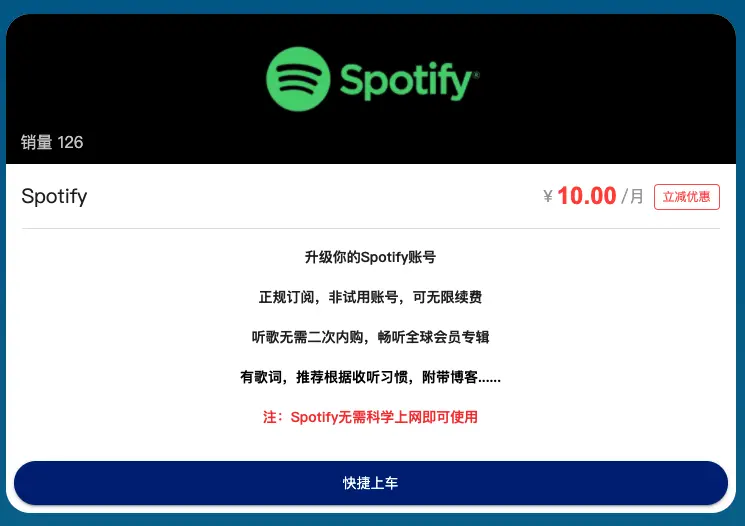 Spotify®
销量 126
Spotify
¥ 10.00 /月 立减优惠
升级你的Spotify账号
正规订阅，非试用账号，可无限续费
听歌无需二次内购，畅听全球会员专辑
有歌词，推荐根据收听习惯，附带博客......
注：Spotify无需科学上网即可使用
快捷上车